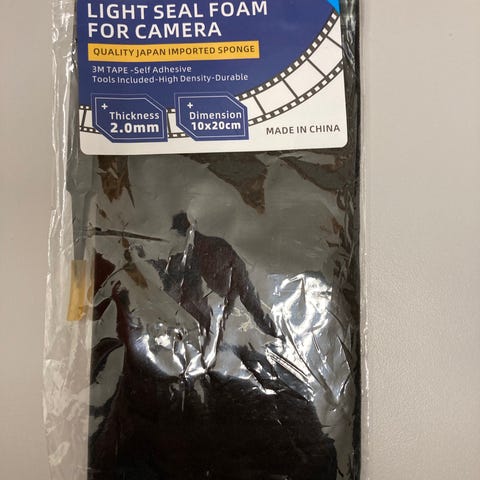 LIGHT SEAL FOAM
FOR CAMERA
QUALITY JAPAN IMPORTED SPONGE
3M TAPE -Self Adhesive
Tools Included-High Density-Durable
+
Thickness
2.0mm
+
Dimension
10x20cm
MADE IN CHINA